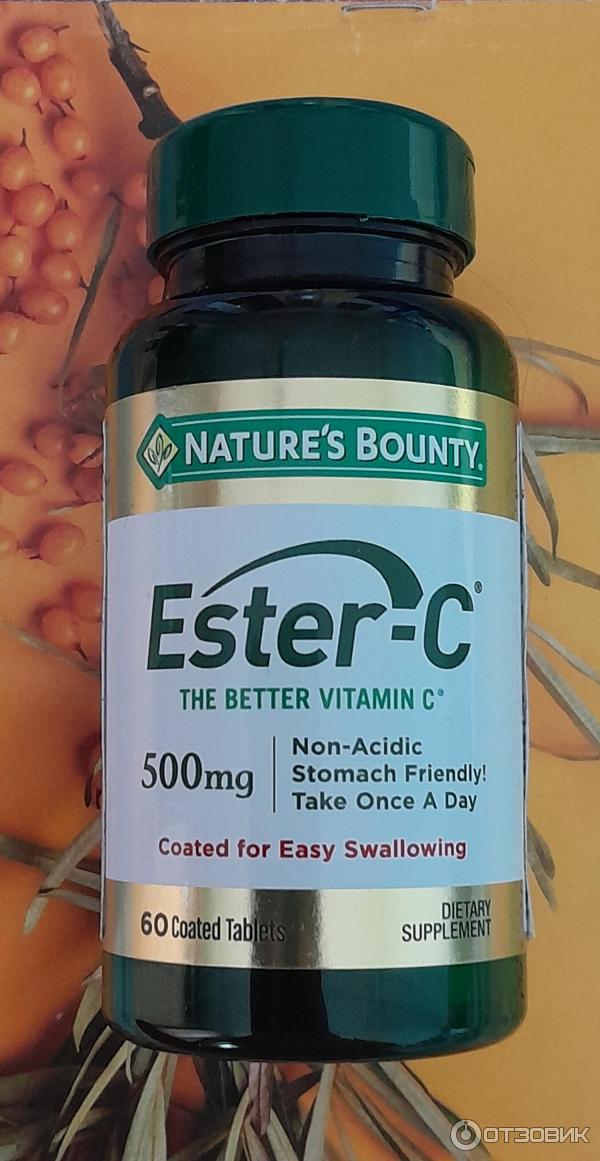 NATURE'S BOUNTY®
Ester-C®
THE BETTER VITAMIN C®
500mg
Non-Acidic
Stomach Friendly!
Take Once A Day
Coated for Easy Swallowing
60 Coated Tablets
DIETARY
SUPPLEMENT
ОТЗОВИК